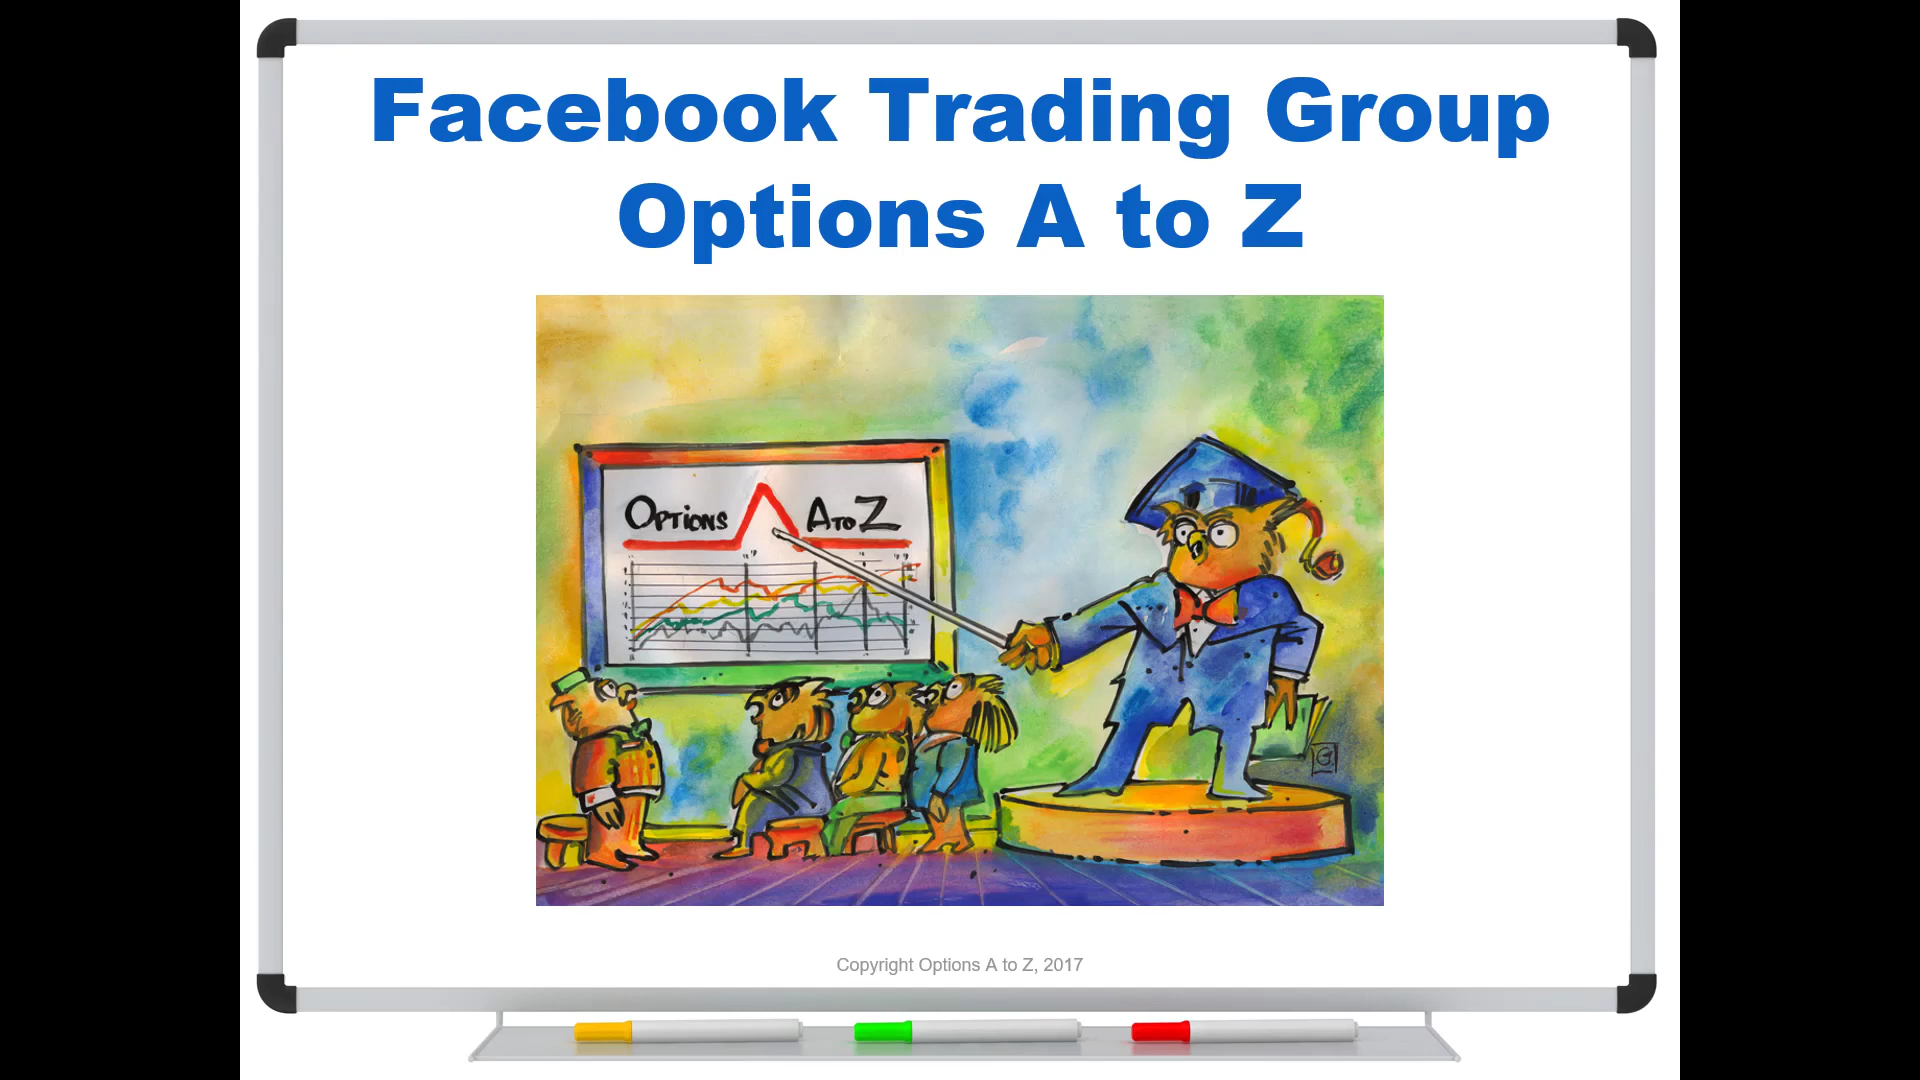 Facebook Trading Group
Options A to Z
OPTIONS A TO Z
G
Copyright Options A to Z, 2017